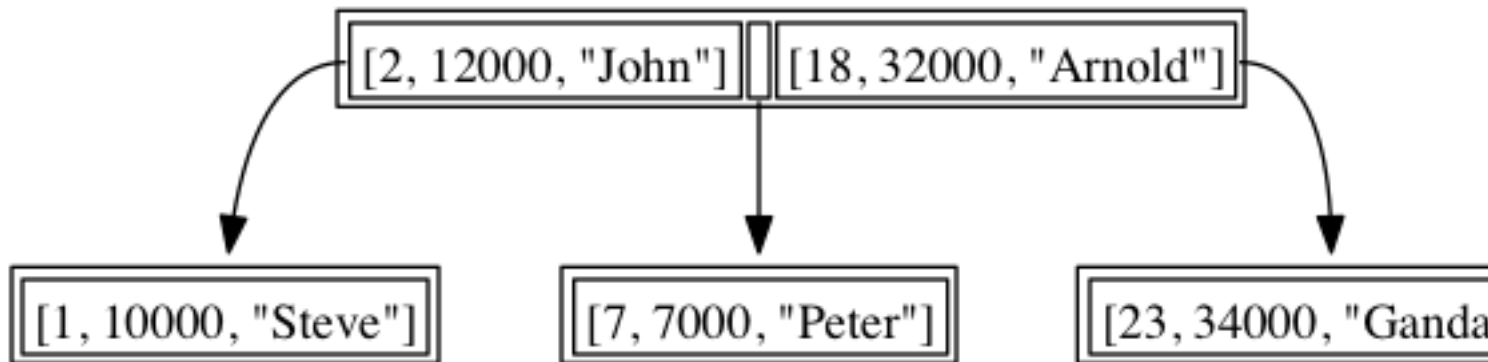 [2, 12000, "John"] [18, 32000, "Arnold"]
[1, 10000, "Steve"] [7, 7000, "Peter"] [23, 34000, "Ganda